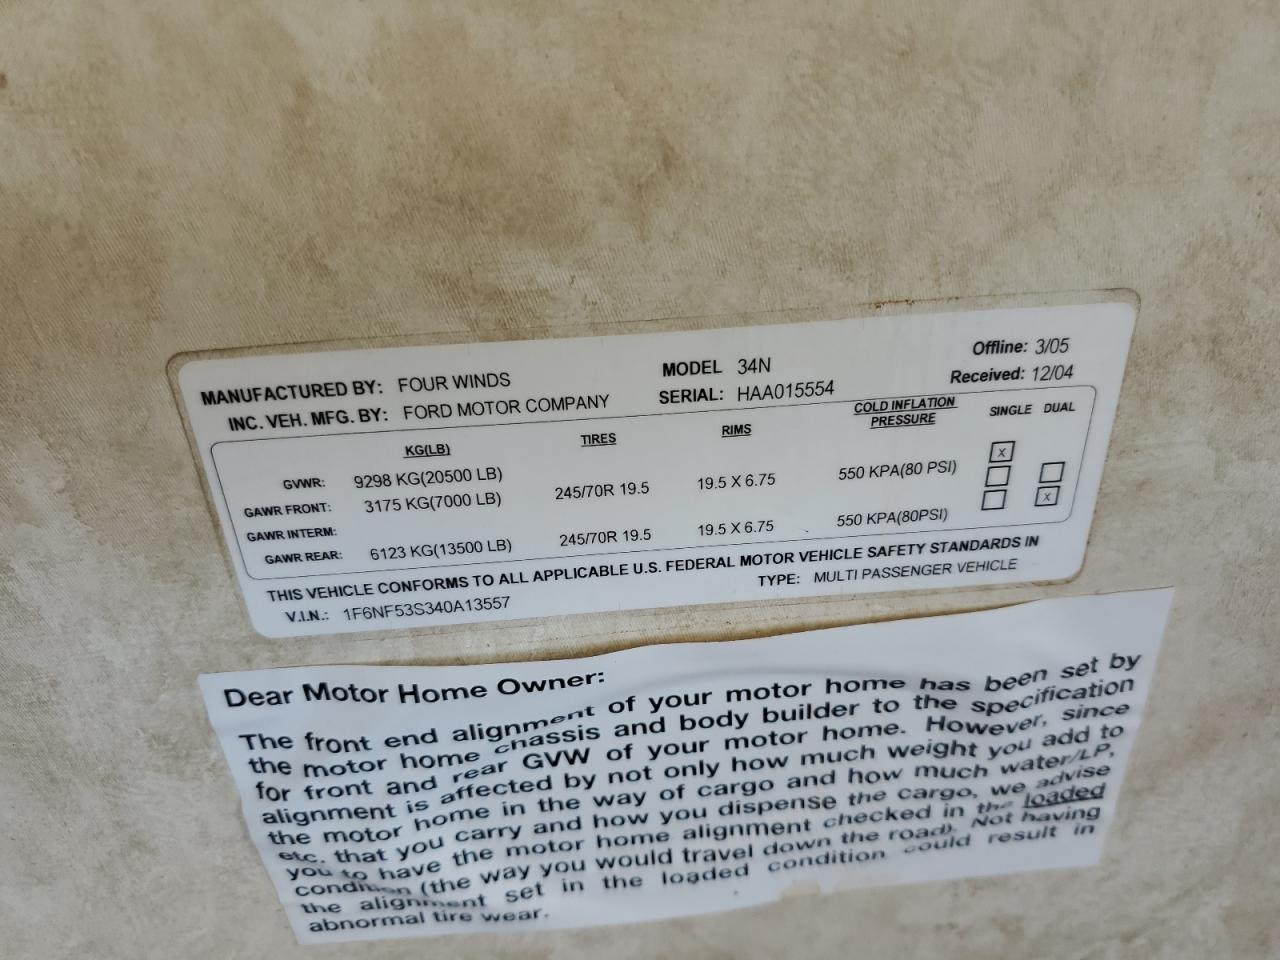 MANUFACTURED BY: FOUR WINDS MODEL 34N Offline: 3/05
INC. VEH. MFG. BY: FORD MOTOR COMPANY SERIAL: HAA015554 Received: 12/04
KG(LB) TIRES RIMS COLD INFLATION PRESSURE SINGLE DUAL
GVWR: 9298 KG(20500 LB) X
GAWR FRONT: 3175 KG(7000 LB) 245/70R 19.5 19.5 X 6.75 550 KPA(80 PSI)
GAWR INTERM:
GAWR REAR: 6123 KG(13500 LB) 245/70R 19.5 19.5 X 6.75 550 KPA(80PSI) X
THIS VEHICLE CONFORMS TO ALL APPLICABLE U.S. FEDERAL MOTOR VEHICLE SAFETY STANDARDS IN
V.I.N.: 1F6NF53S340A13557 TYPE: MULTI PASSENGER VEHICLE
Dear Motor Home Owner:
The front end alignment of your motor home has been set by
the motor home chassis and body builder to the specification
for front and rear GVW of your motor home. However, since
alignment is affected by not only how much weight you add to
the motor home in the way of cargo and how much water/LP,
etc. that you carry and how you dispense the cargo, we advise
you to have the motor home alignment checked in the loaded
condition (the way you would travel down the road). Not having
the alignment set in the loaded condition could result in
abnormal tire wear.